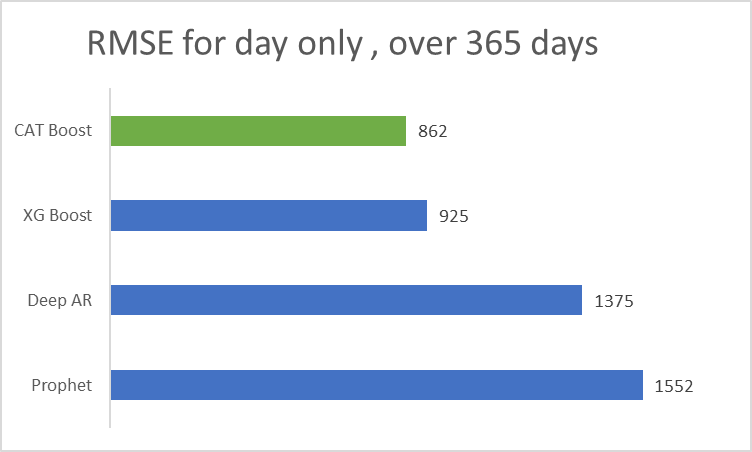 RMSE for day only , over 365 days
CAT Boost 862
XG Boost 925
Deep AR 1375
Prophet 1552